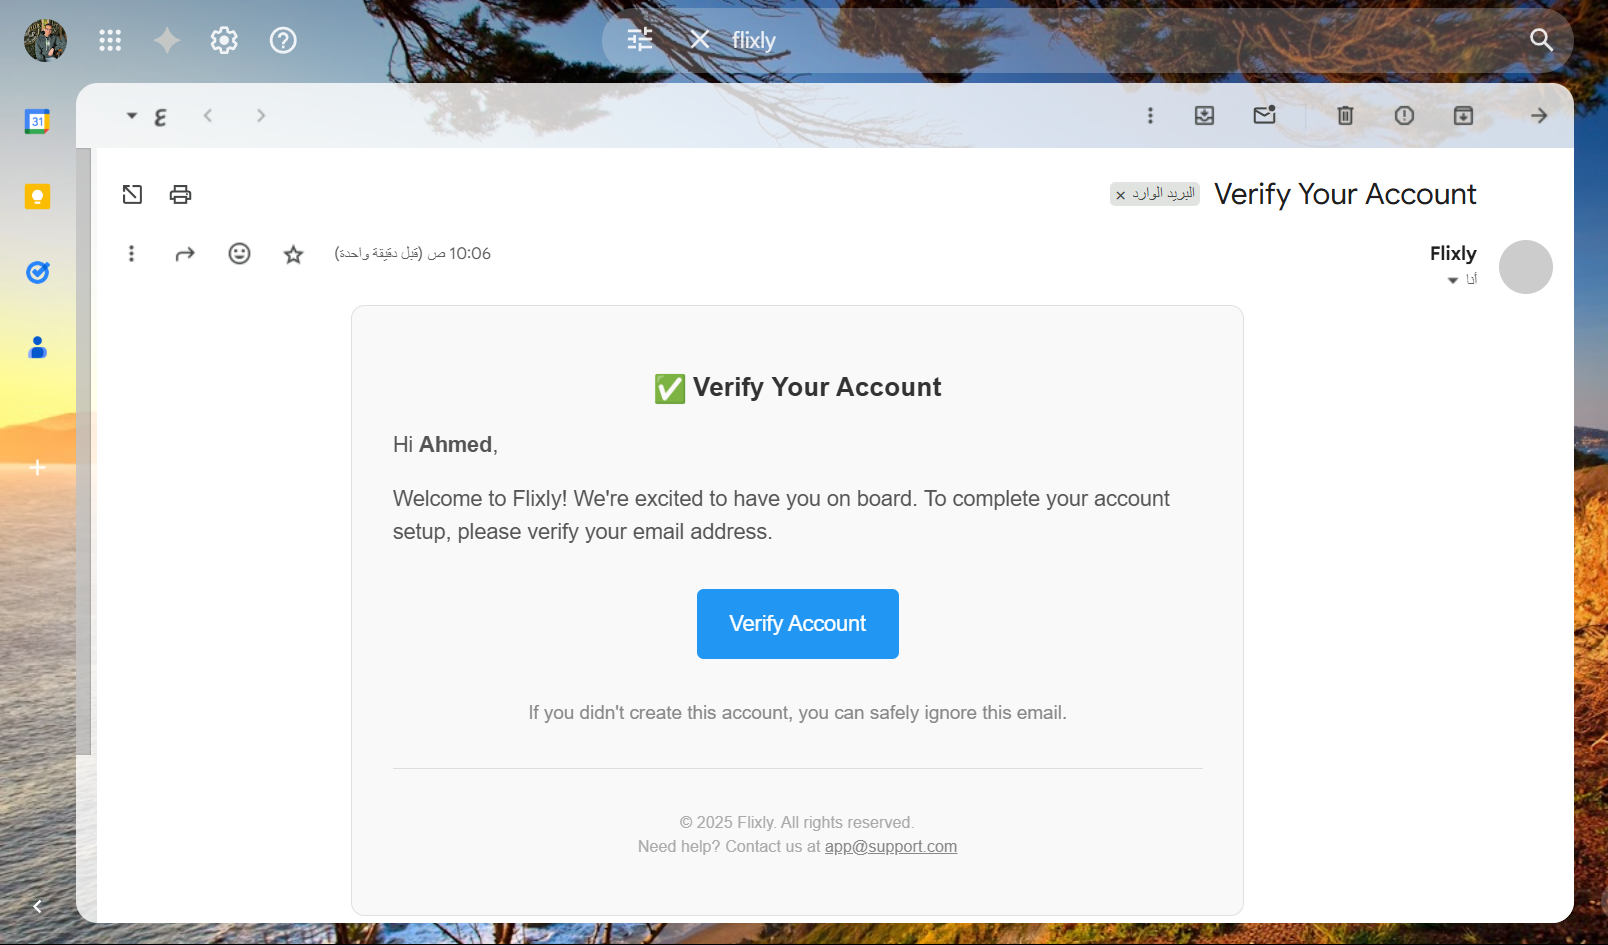 flixly
ع
31
Verify Your Account
البريد الوارد ×
Flixly
10:06 ص (قبل دقيقة واحدة)
أنا
✅ Verify Your Account
Hi Ahmed,
Welcome to Flixly! We're excited to have you on board. To complete your account
setup, please verify your email address.
Verify Account
If you didn't create this account, you can safely ignore this email.
© 2025 Flixly. All rights reserved.
Need help? Contact us at app@support.com